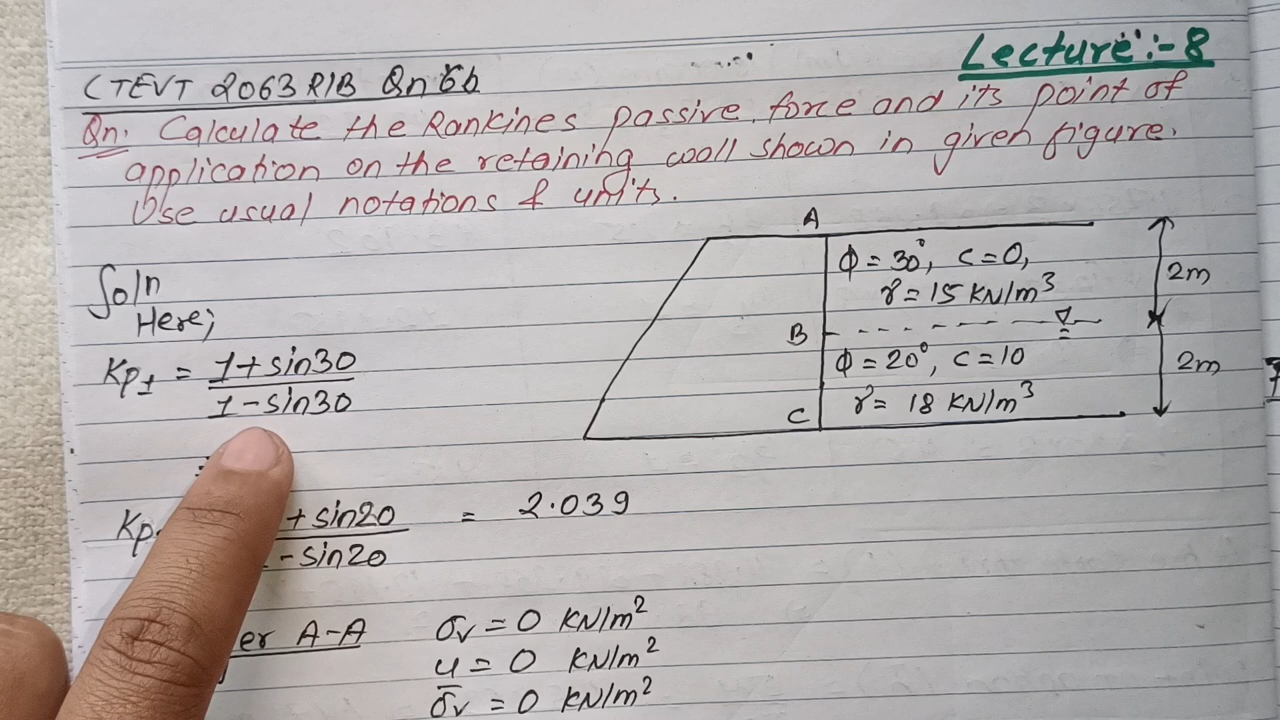 Lecture:-8
CTEVT 2063 R/B Qn 6b
Qn. Calculate the Rankines passive force and its point of
application on the retaining wall shown in given figure.
Use usual notations & units.
Soln
Here;
Kp1 = 1+sin30
1-sin30
A
ϕ = 30°, c=0,
γ = 15 KN/m³
2m
B
ϕ = 20°, c = 10
γ = 18 KN/m³
2m
C
Kp + sin20 = 2.039
- sin20
er A-A σv = 0 KN/m²
u = 0 KN/m²
σ̄v = 0 KN/m²